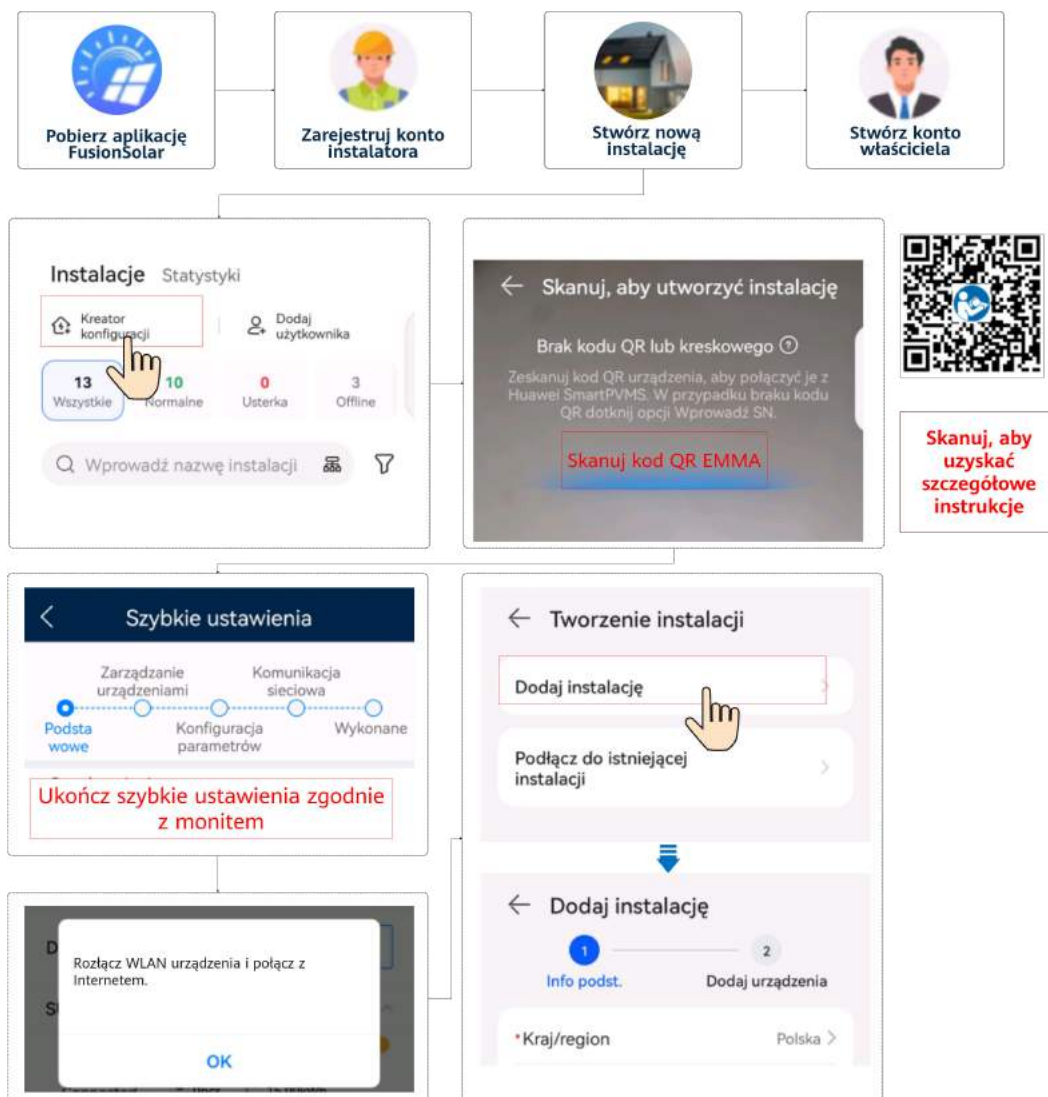 Pobierz aplikację
FusionSolar
Zarejestruj konto
instalatora
Stwórz nową
instalację
Stwórz konto
właściciela
Instalacje Statystyki
Kreator
konfiguracji
Dodaj
użytkownika
13
Wszystkie
10
Normalne
0
Usterka
3
Offline
Wprowadź nazwę instalacji
Skanuj, aby utworzyć instalację
Brak kodu QR lub kreskowego
Zeskanuj kod QR urządzenia, aby połączyć je z
Huawei SmartPVMS. W przypadku braku kodu
QR dotknij opcji Wprowadź SN.
Skanuj kod QR EMMA
Skanuj, aby
uzyskać
szczegółowe
instrukcje
Szybkie ustawienia
Zarządzanie
urządzeniami
Komunikacja
sieciowa
Podsta
wowe
Konfiguracja
parametrów
Wykonane
Ukończ szybkie ustawienia zgodnie
z monitem
Rozłącz WLAN urządzenia i połącz z
Internetem.
OK
Tworzenie instalacji
Dodaj instalację
Podłącz do istniejącej
instalacji
Dodaj instalację
1
Info podst.
2
Dodaj urządzenia
*Kraj/region Polska